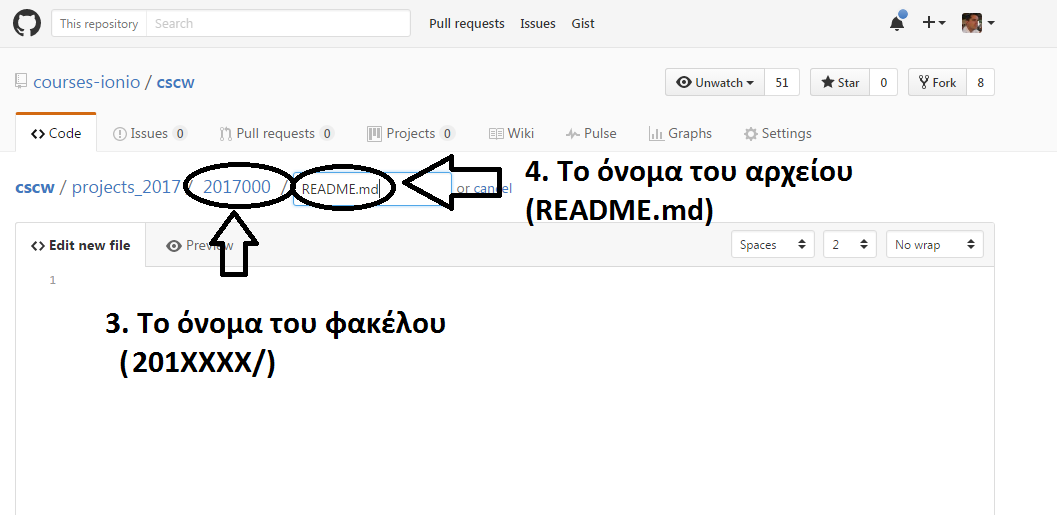 This repository Search Pull requests Issues Gist
courses-ionio / cscw Unwatch 51 Star 0 Fork 8
Code Issues 0 Pull requests 0 Projects 0 Wiki Pulse Graphs Settings
cscw / projects_2017 / 2017000 / README.md or cancel
4. Το όνομα του αρχείου
(README.md)
Edit new file Preview Spaces 2 No wrap
1
3. Το όνομα του φακέλου
(201XXXX/)